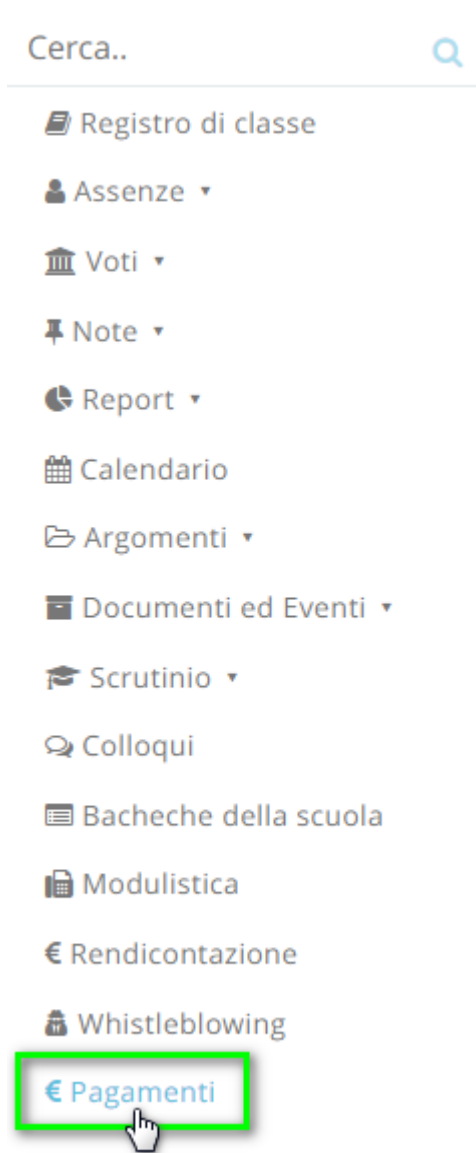 Cerca..
Registro di classe
Assenze
Voti
Note
Report
Calendario
Argomenti
Documenti ed Eventi
Scrutinio
Colloqui
Bacheche della scuola
Modulistica
€ Rendicontazione
Whistleblowing
€ Pagamenti